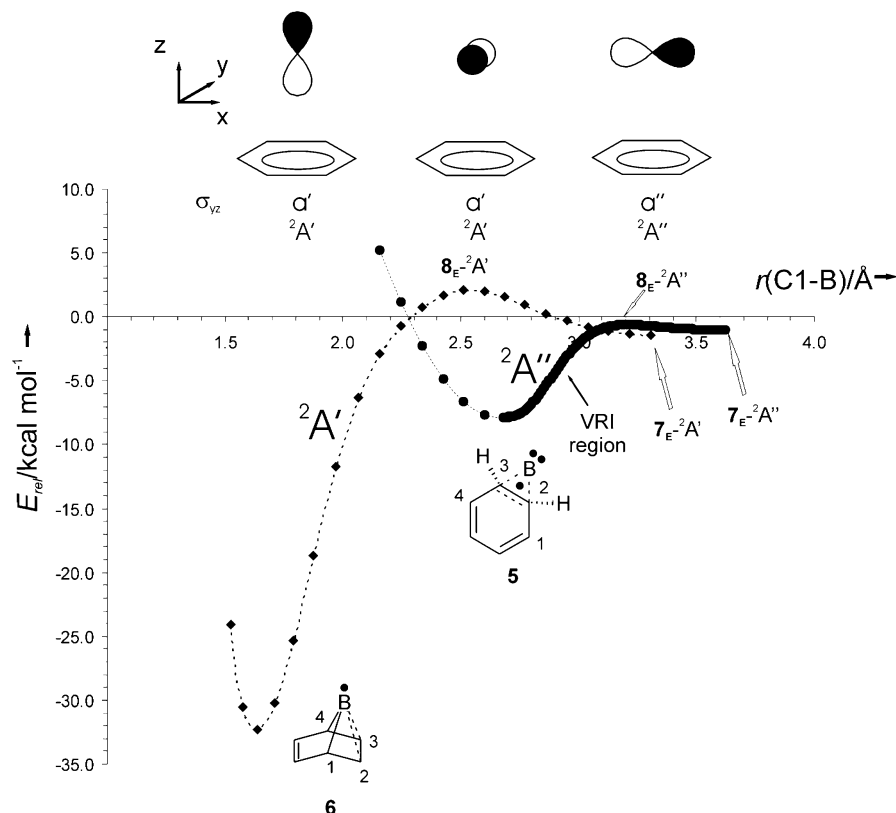 z
y
x
σyz a' a' a"
²A' ²A' ²A"
10.0
8E-²A'
8E-²A"
r(C1-B)/Å
5.0
0.0
1.5 2.0 2.5 3.0 3.5 4.0
-5.0
²A"
VRI
region
7E-²A' 7E-²A"
²A'
Erel/kcal mol⁻¹
-10.0
H 3 B
4 2 H
1
5
-15.0
-20.0
-25.0
-30.0
-35.0
B
4
3
1
2
6